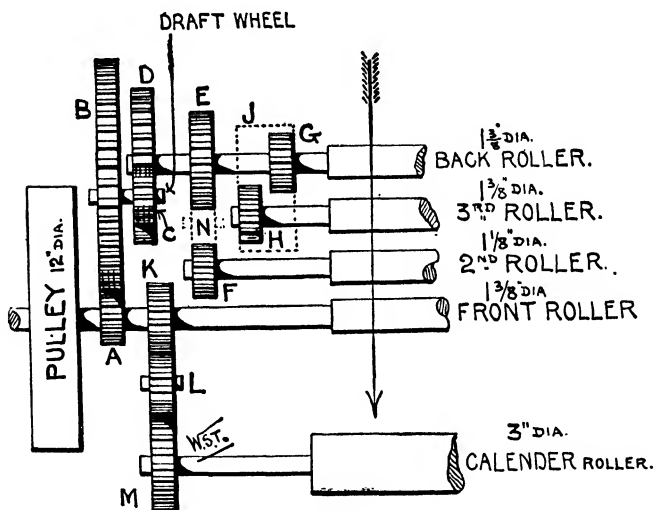 DRAFT WHEEL
D
B
E
J
G
1 3/8" DIA.
BACK ROLLER.
K
C
"N"
H
1 3/8" DIA.
3RD ROLLER.
1 1/8" DIA.
2ND ROLLER.
K
F
1 3/8" DIA
FRONT ROLLER
PULLEY 12" DIA.
A
L
W.S.T.
3" DIA.
CALENDER ROLLER.
M